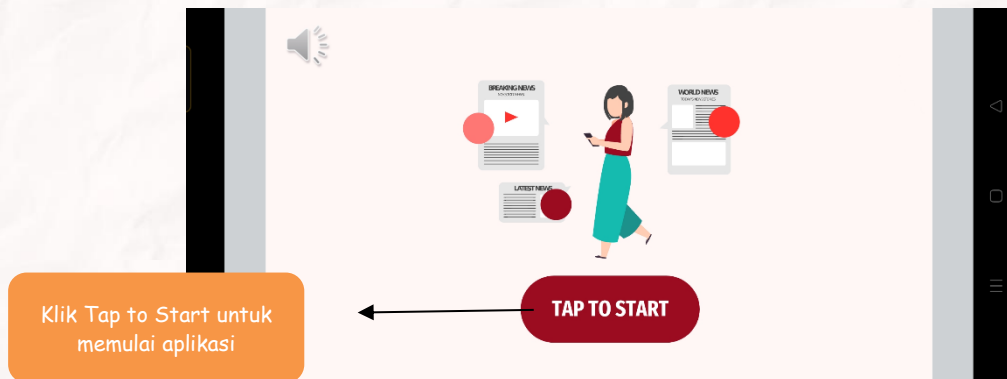 BREAKING NEWS
WORLD NEWS
LATEST NEWS
TAP TO START
Klik Tap to Start untuk
memulai aplikasi